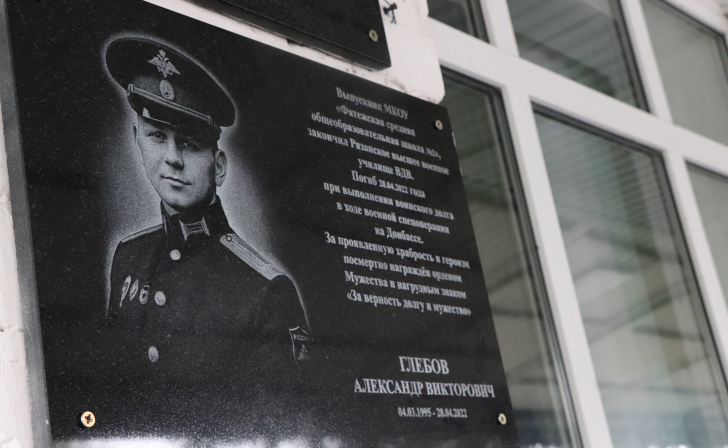 Выпускник МКОУ
«Фатежская средняя
общеобразовательная школа №2»,
закончил Рязанское высшее военное
училище ВДВ.
Погиб 28.04.2022 года
при выполнении воинского долга
в ходе военной спецоперации
на Донбассе.
За проявленную храбрость и героизм
посмертно награждён орденом
Мужества и нагрудным знаком
«За верность долгу и мужество»
ГЛЕБОВ
АЛЕКСАНДР ВИКТОРОВИЧ
04.03.1995 - 28.04.2022